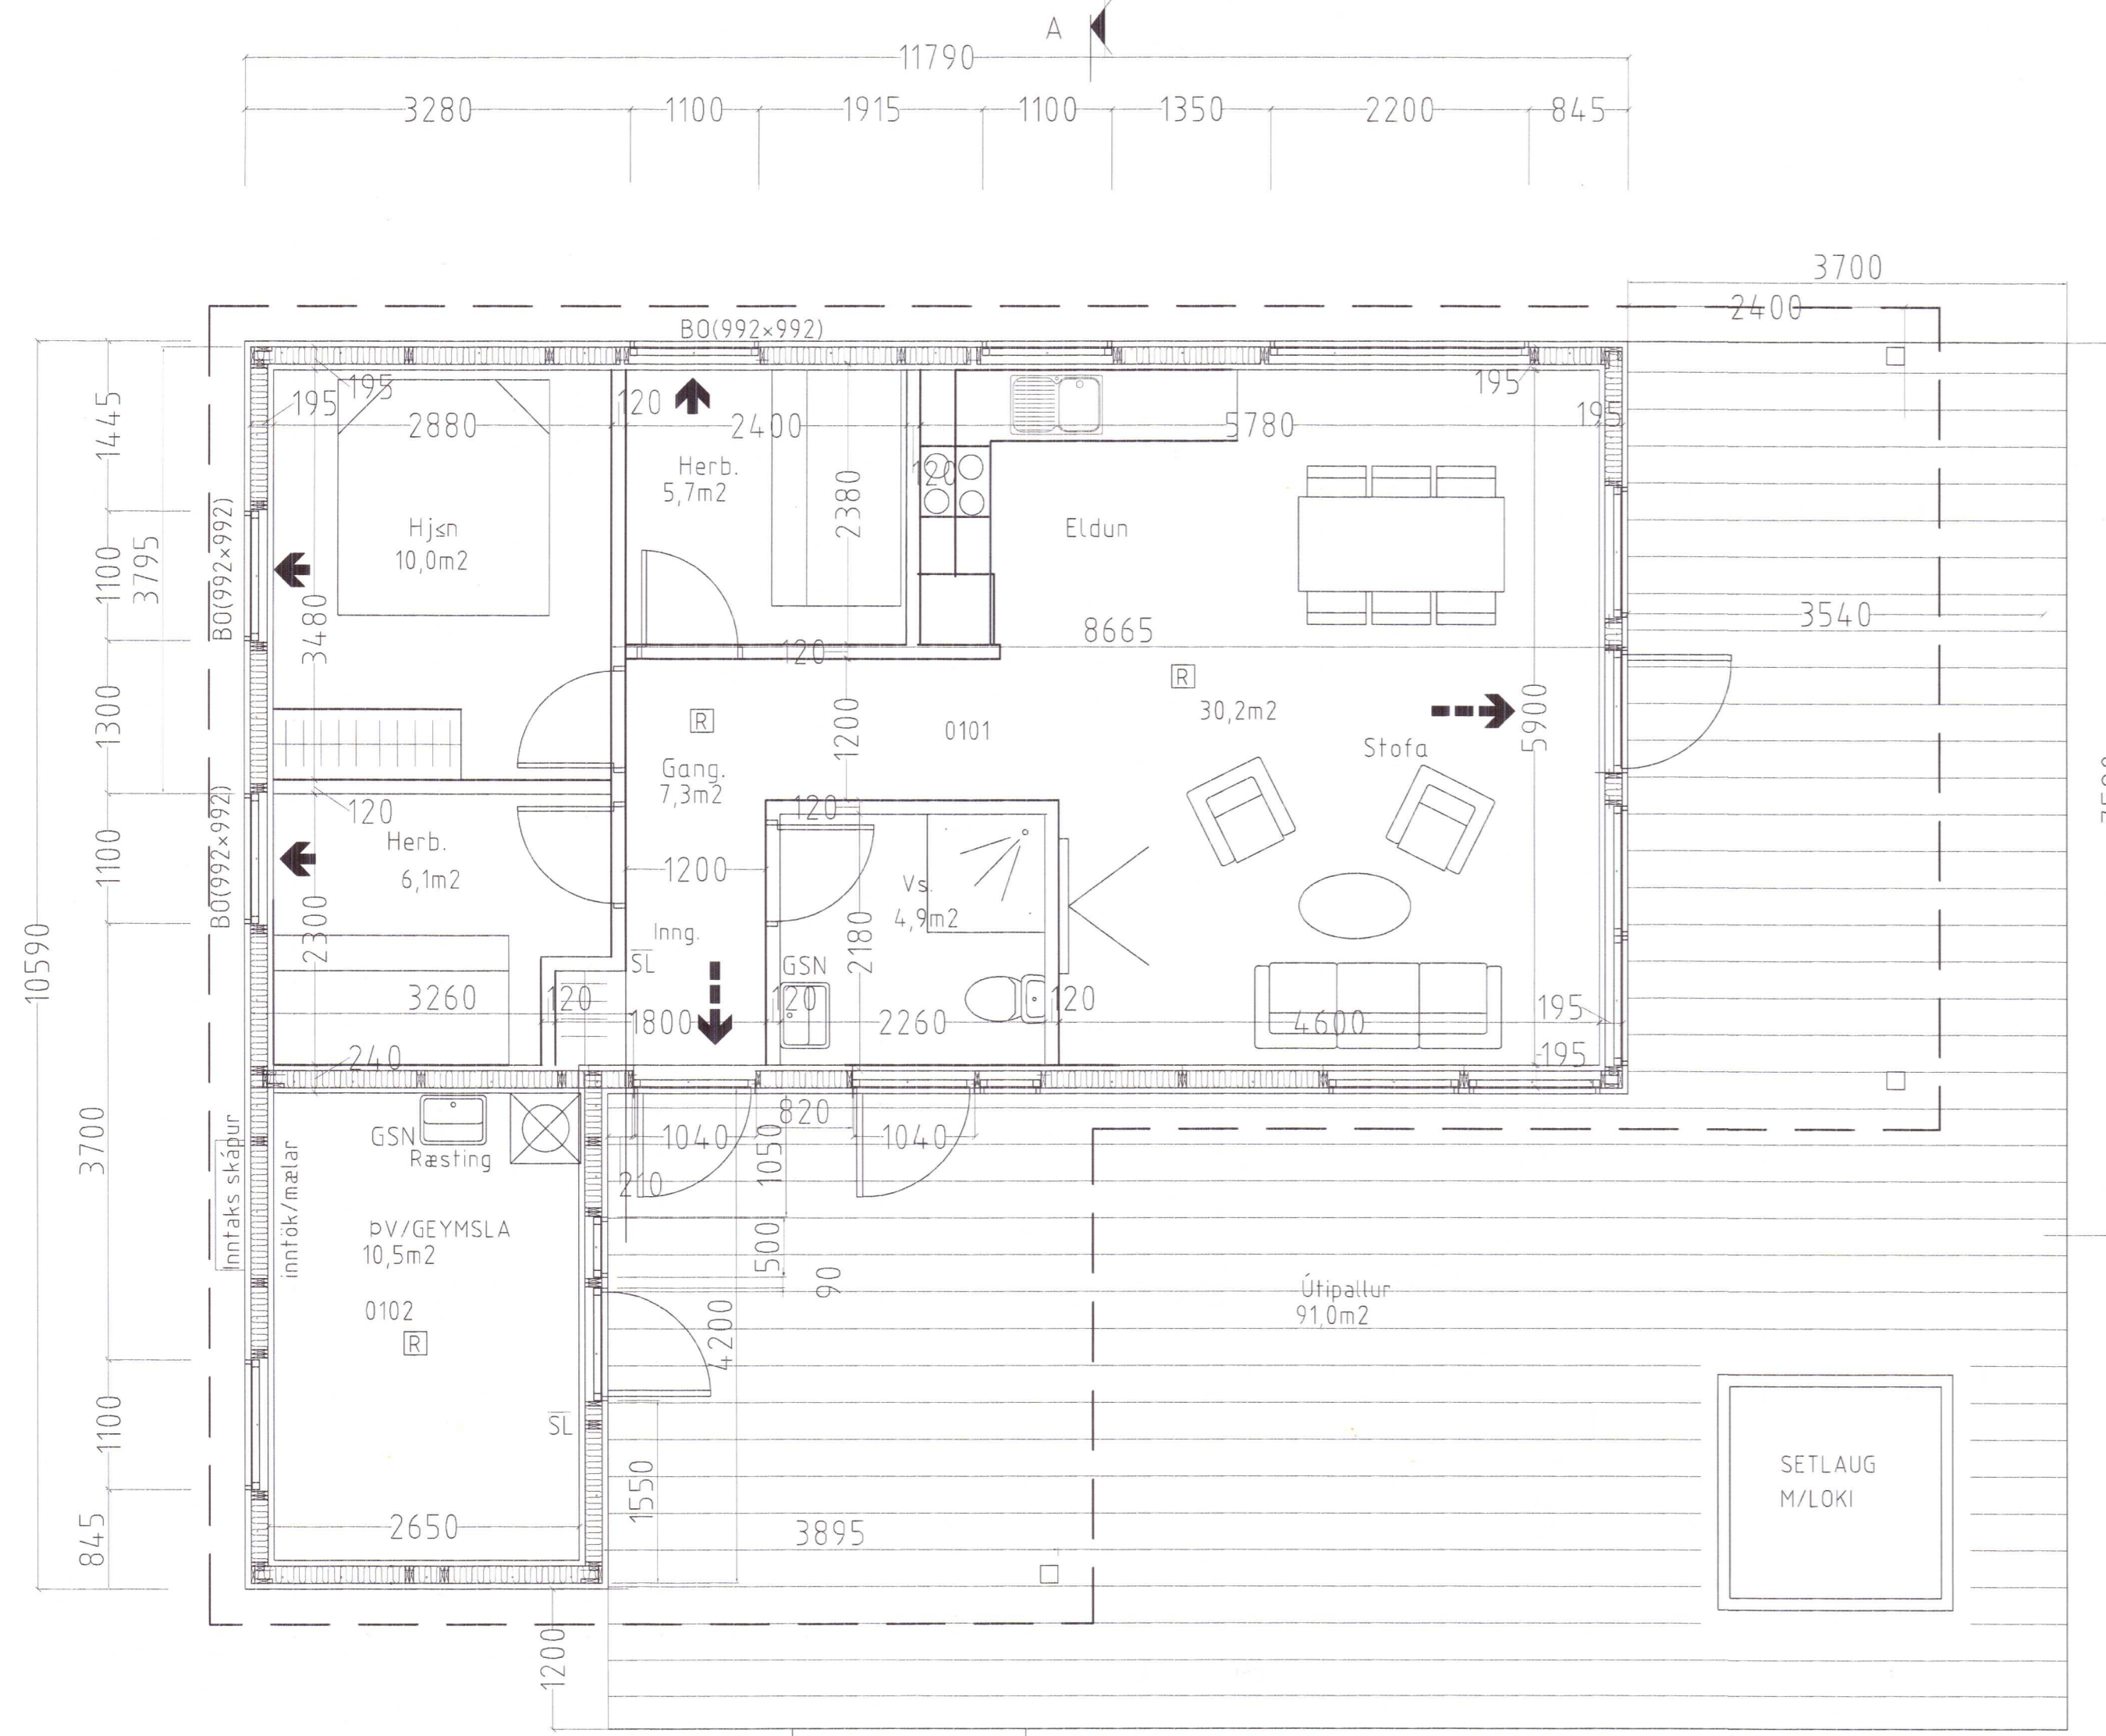 A
11790
3280 1100 1915 1100 1350 2200 845
3700
2400
BO(992×992)
195
195
2880
120
2400
5780
195
195
1445
1100
3795
1300
1100
10590
3700
1100
845
BO(992×992)
BO(992×992)
Herb.
5,7m2
2380
120
Eldun
Hj≤n
10,0m2
3480
120
8665
3540
R
30,2m2
R
1200
0101
5900
Stofa
Gang.
7,3m2
120
120
Herb.
6,1m2
1200
Vs.
4,9m2
2300
2180
Inng.
SL
GSN
3260
120
1800
120
2260
120
4600
195
195
240
820
1040
1040
1050
210
500
90
4200
Inntaks skápur
inntök/mælar
GSN
Ræsting
ÞV/GEYMSLA
10,5m2
0102
R
SL
Útipallur
91,0m2
SETLAUG
M/LOKI
1550
2650
3895
1200